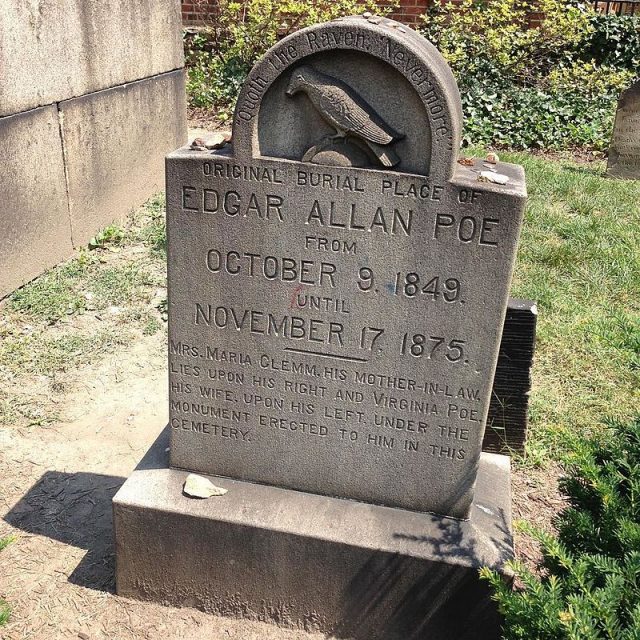 Quoth the Raven, Nevermore.
ORIGINAL BURIAL PLACE OF
EDGAR ALLAN POE
FROM
OCTOBER 9. 1849.
UNTIL
NOVEMBER 17. 1875.
MRS. MARIA CLEMM, HIS MOTHER-IN-LAW,
LIES UPON HIS RIGHT AND VIRGINIA POE,
HIS WIFE, UPON HIS LEFT, UNDER THE
MONUMENT ERECTED TO HIM IN THIS
CEMETERY.